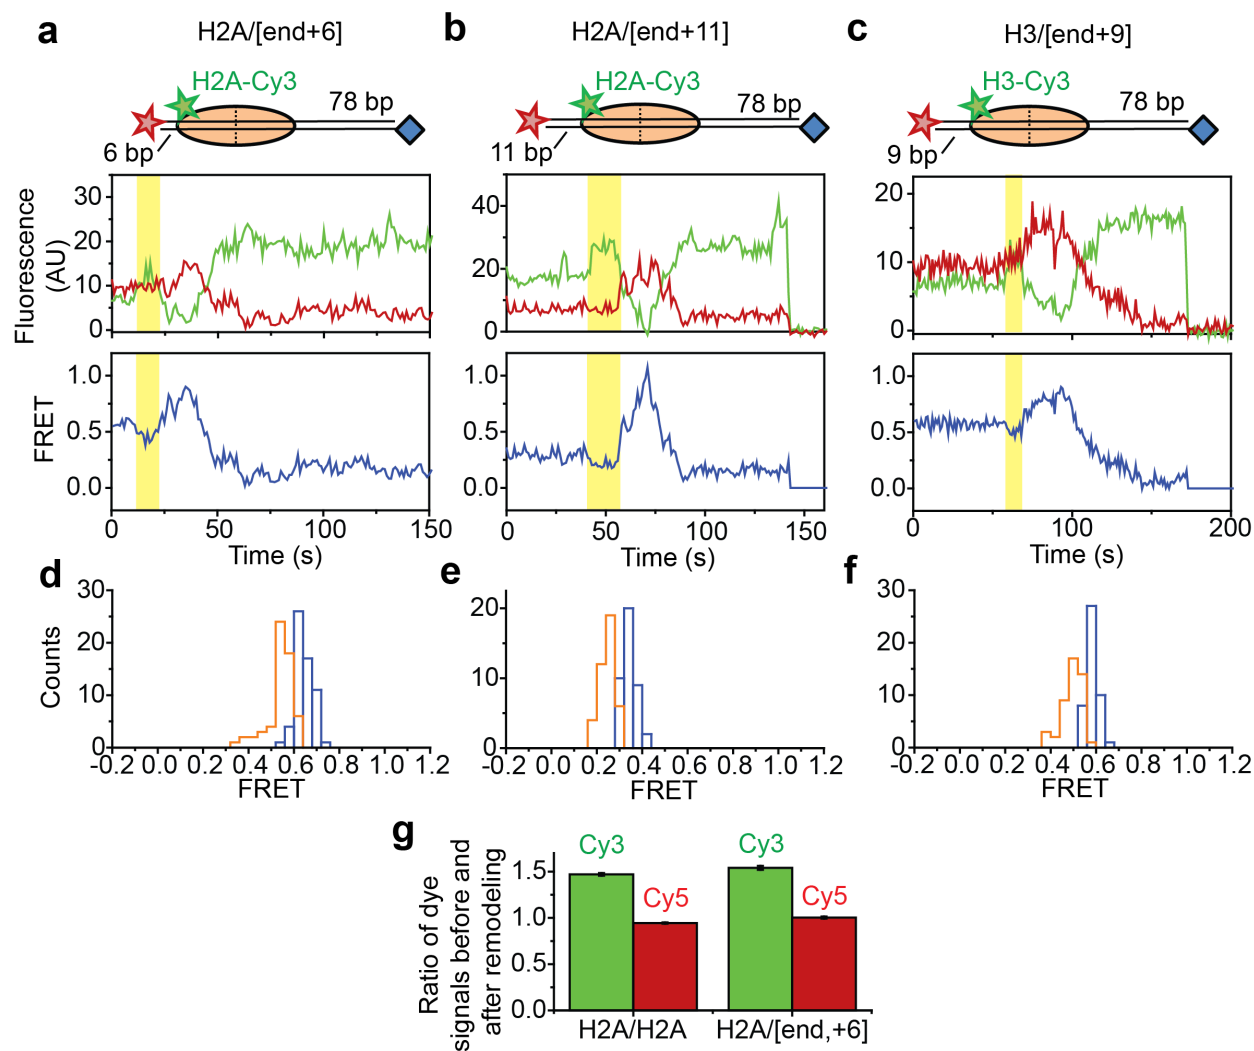 a
H2A/[end+6]
H2A-Cy3
78 bp
6 bp
b
H2A/[end+11]
H2A-Cy3
78 bp
11 bp
c
H3/[end+9]
H3-Cy3
78 bp
9 bp
Fluorescence
(AU)
30
20
10
0
40
20
0
20
10
0
FRET
1.0
0.5
0.0
0
50
100
150
Time (s)
1.0
0.5
0.0
0
50
100
150
Time (s)
1.0
0.5
0.0
0
100
200
Time (s)
d
Counts
30
20
10
0
-0.2 0.0 0.2 0.4 0.6 0.8 1.0 1.2
FRET
e
20
10
0
-0.2 0.0 0.2 0.4 0.6 0.8 1.0 1.2
FRET
f
30
20
10
0
-0.2 0.0 0.2 0.4 0.6 0.8 1.0 1.2
FRET
g
Ratio of dye
signals before and
after remodeling
1.5
1.0
0.5
0.0
Cy3
Cy5
Cy3
Cy5
H2A/H2A
H2A/[end,+6]